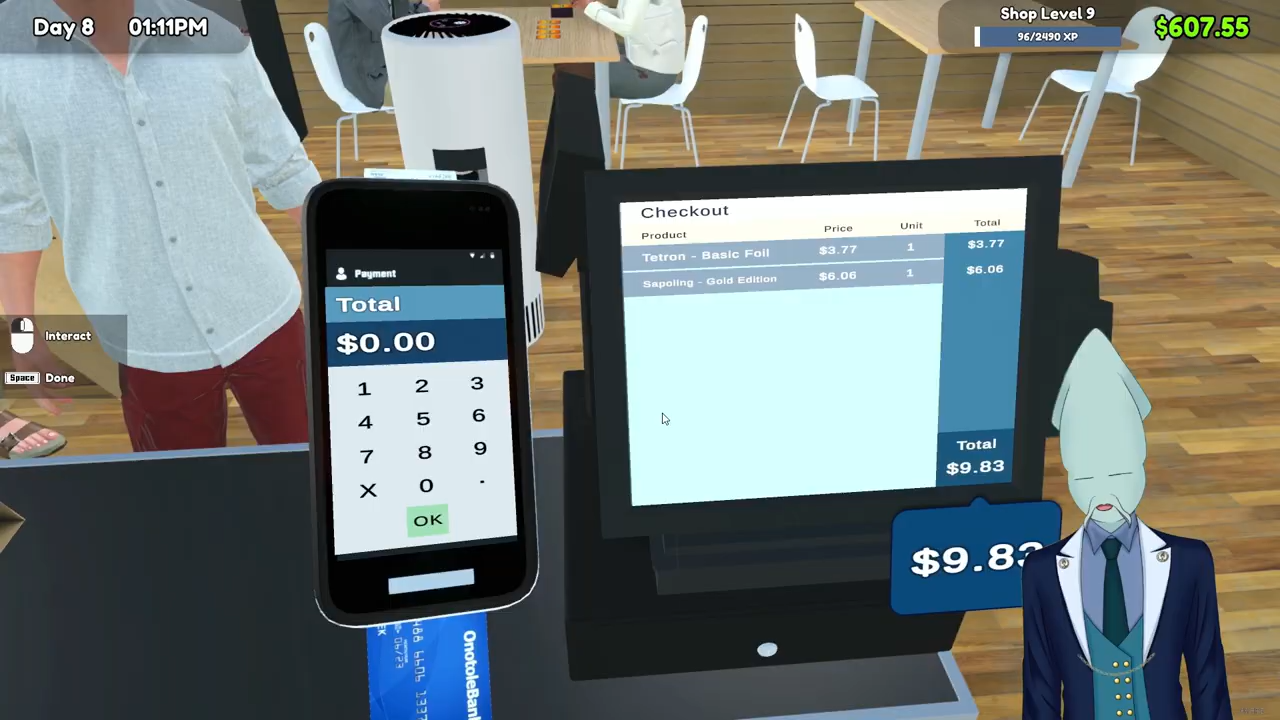 Day 8 01:11PM
Shop Level 9
96/2490 XP
$607.55
Interact
Space Done
Payment
Total
$0.00
1 2 3
4 5 6
7 8 9
X 0 .
OK
OnotoleBank
Checkout
Product Price Unit Total
Tetron - Basic Foil $3.77 1 $3.77
Sapoling - Gold Edition $6.06 1 $6.06
Total
$9.83
$9.83